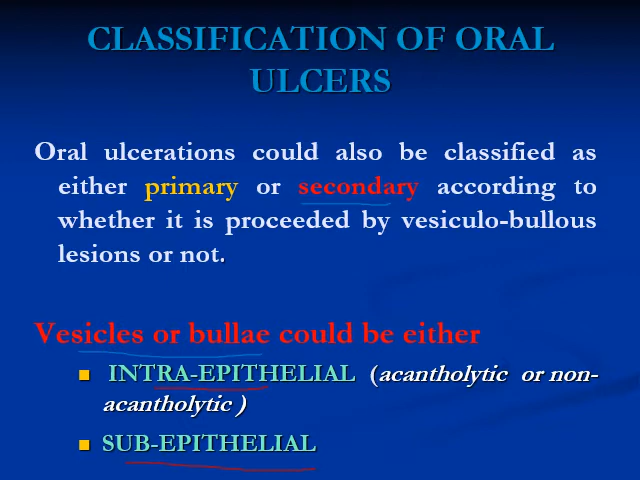 CLASSIFICATION OF ORAL
ULCERS
Oral ulcerations could also be classified as
either primary or secondary according to
whether it is proceeded by vesiculo-bullous
lesions or not.
Vesicles or bullae could be either
INTRA-EPITHELIAL (acantholytic or non-
acantholytic )
SUB-EPITHELIAL